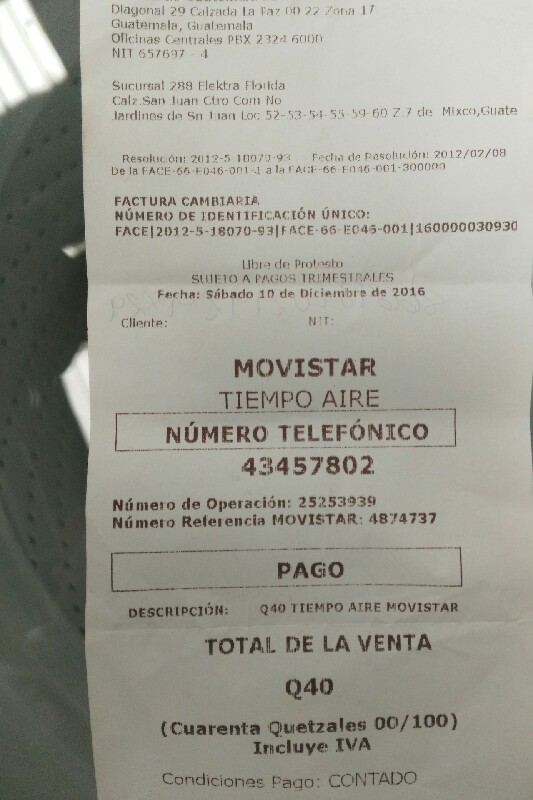 Diagonal 29 Calzada La Paz 00 22 Zona 17
Guatemala, Guatemala
Oficinas Centrales PBX 2324 6000
NIT 657697 - 4
Sucursal 288 Elektra Florida
Calz.San Juan Ctro Com No
Jardines de Sn Juan Loc 52-53-54-55-59-60 Z.7 de Mixco,Guate
Resolución: 2012-5-18070-93 Fecha de Resolución: 2012/02/08
De la FACE-66-E046-001-1 a la FACE-66-E046-001-300000
FACTURA CAMBIARIA
NÚMERO DE IDENTIFICACIÓN ÚNICO:
FACE|2012-5-18070-93|FACE-66-E046-001|160000030930
Libre de Protesto
SUJETO A PAGOS TRIMESTRALES
Fecha: Sábado 10 de Diciembre de 2016
Cliente: NIT:
MOVISTAR
TIEMPO AIRE
NÚMERO TELEFÓNICO
43457802
Número de Operación: 25253939
Número Referencia MOVISTAR: 4874737
PAGO
DESCRIPCIÓN: Q40 TIEMPO AIRE MOVISTAR
TOTAL DE LA VENTA
Q40
(Cuarenta Quetzales 00/100)
Incluye IVA
Condiciones Pago: CONTADO